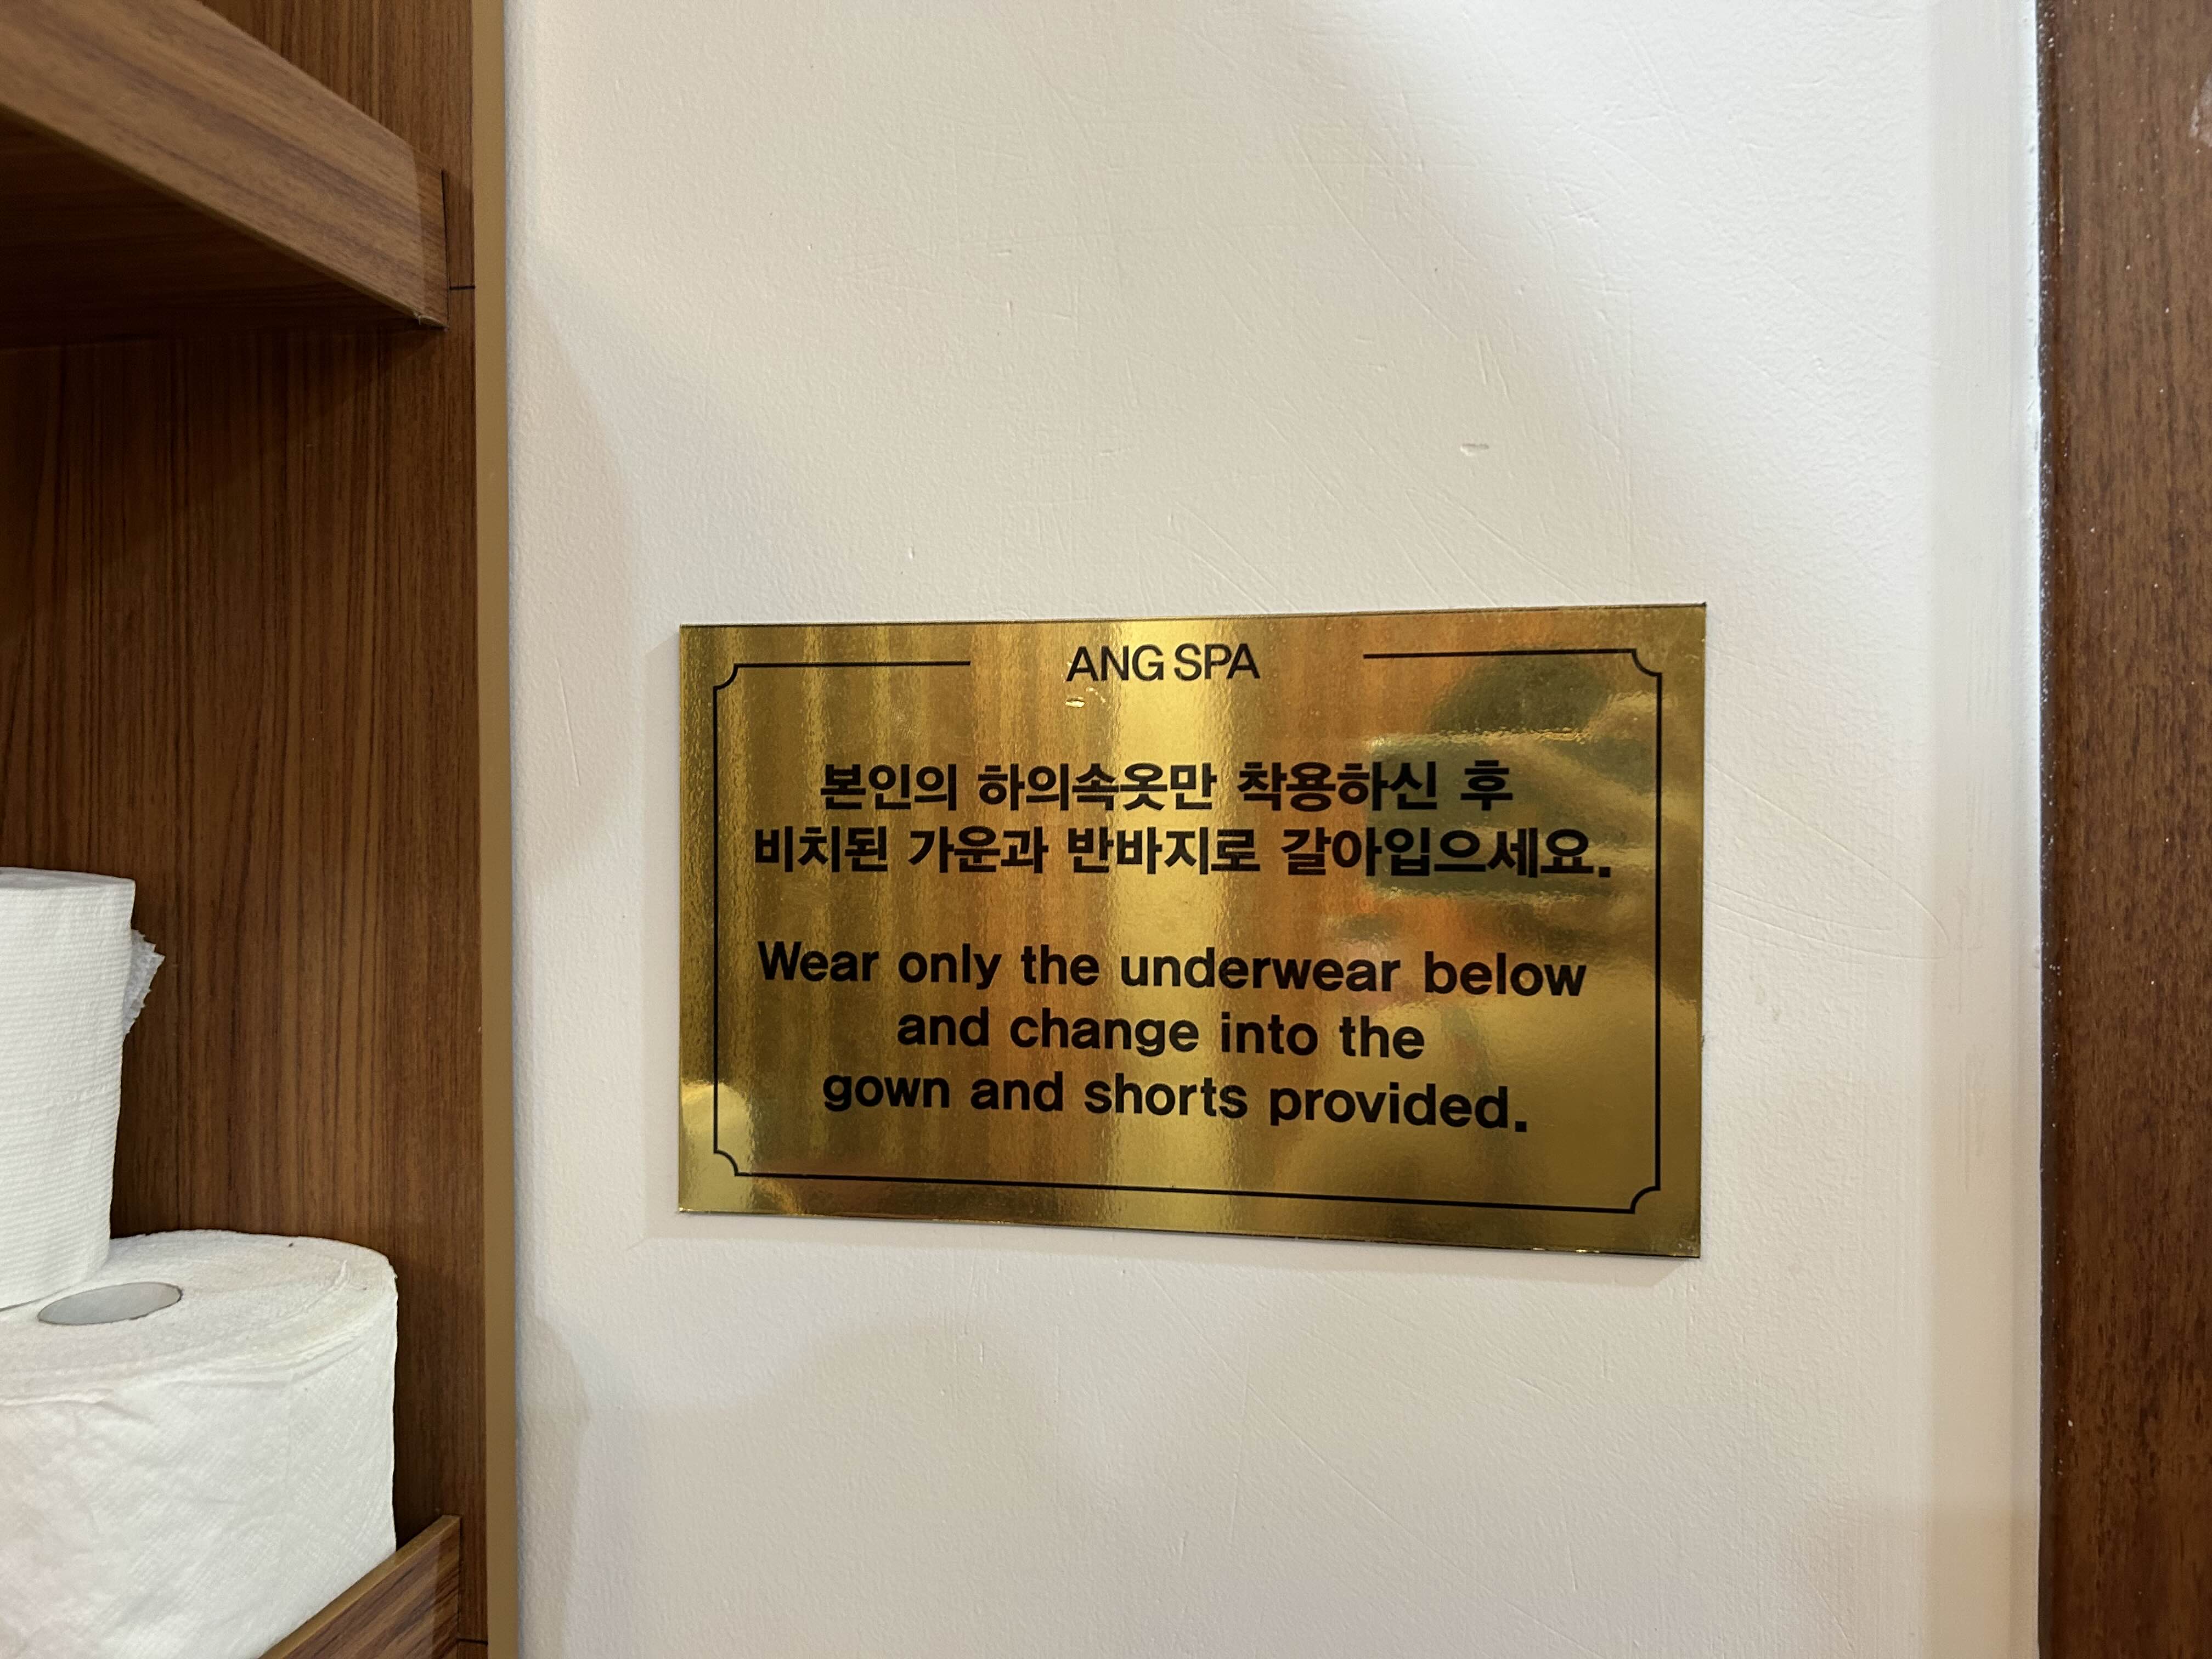 ANG SPA
본인의 하의속옷만 착용하신 후
비치된 가운과 반바지로 갈아입으세요.
Wear only the underwear below
and change into the
gown and shorts provided.